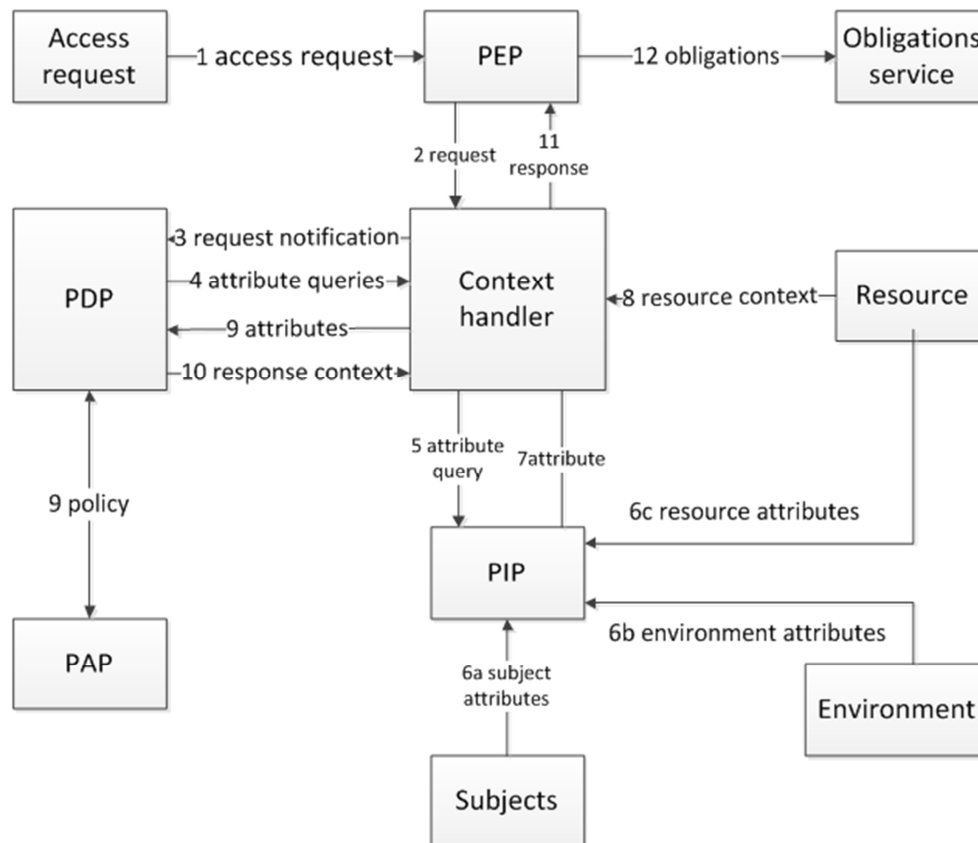 Access
request
1 access request
PEP
12 obligations
Obligations
service
2 request
11
response
PDP
3 request notification
4 attribute queries
9 attributes
10 response context
Context
handler
8 resource context
Resource
9 policy
5 attribute
query
7attribute
6c resource attributes
PIP
6b environment attributes
PAP
6a subject
attributes
Environment
Subjects